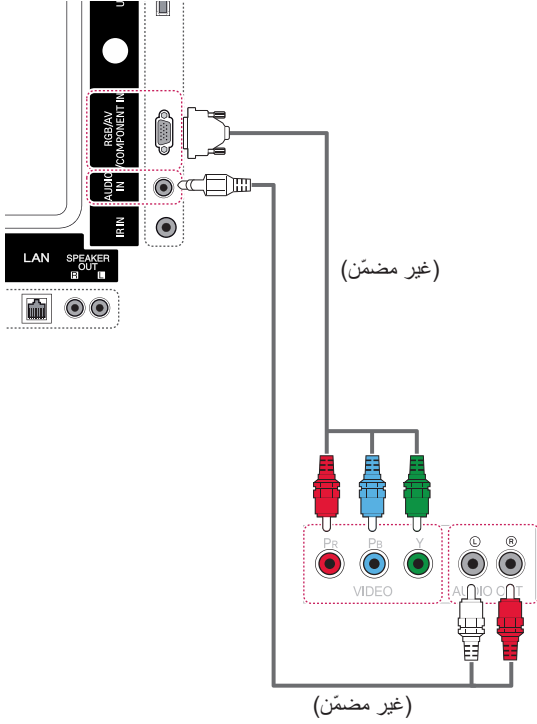 U
RGB/AV
/COMPONENT IN
AUDIO
IN
IR IN
LAN
SPEAKER
OUT
R L
(غير مضمّن)
PR PB Y
VIDEO
L R
AUDIO OUT
(غير مضمّن)